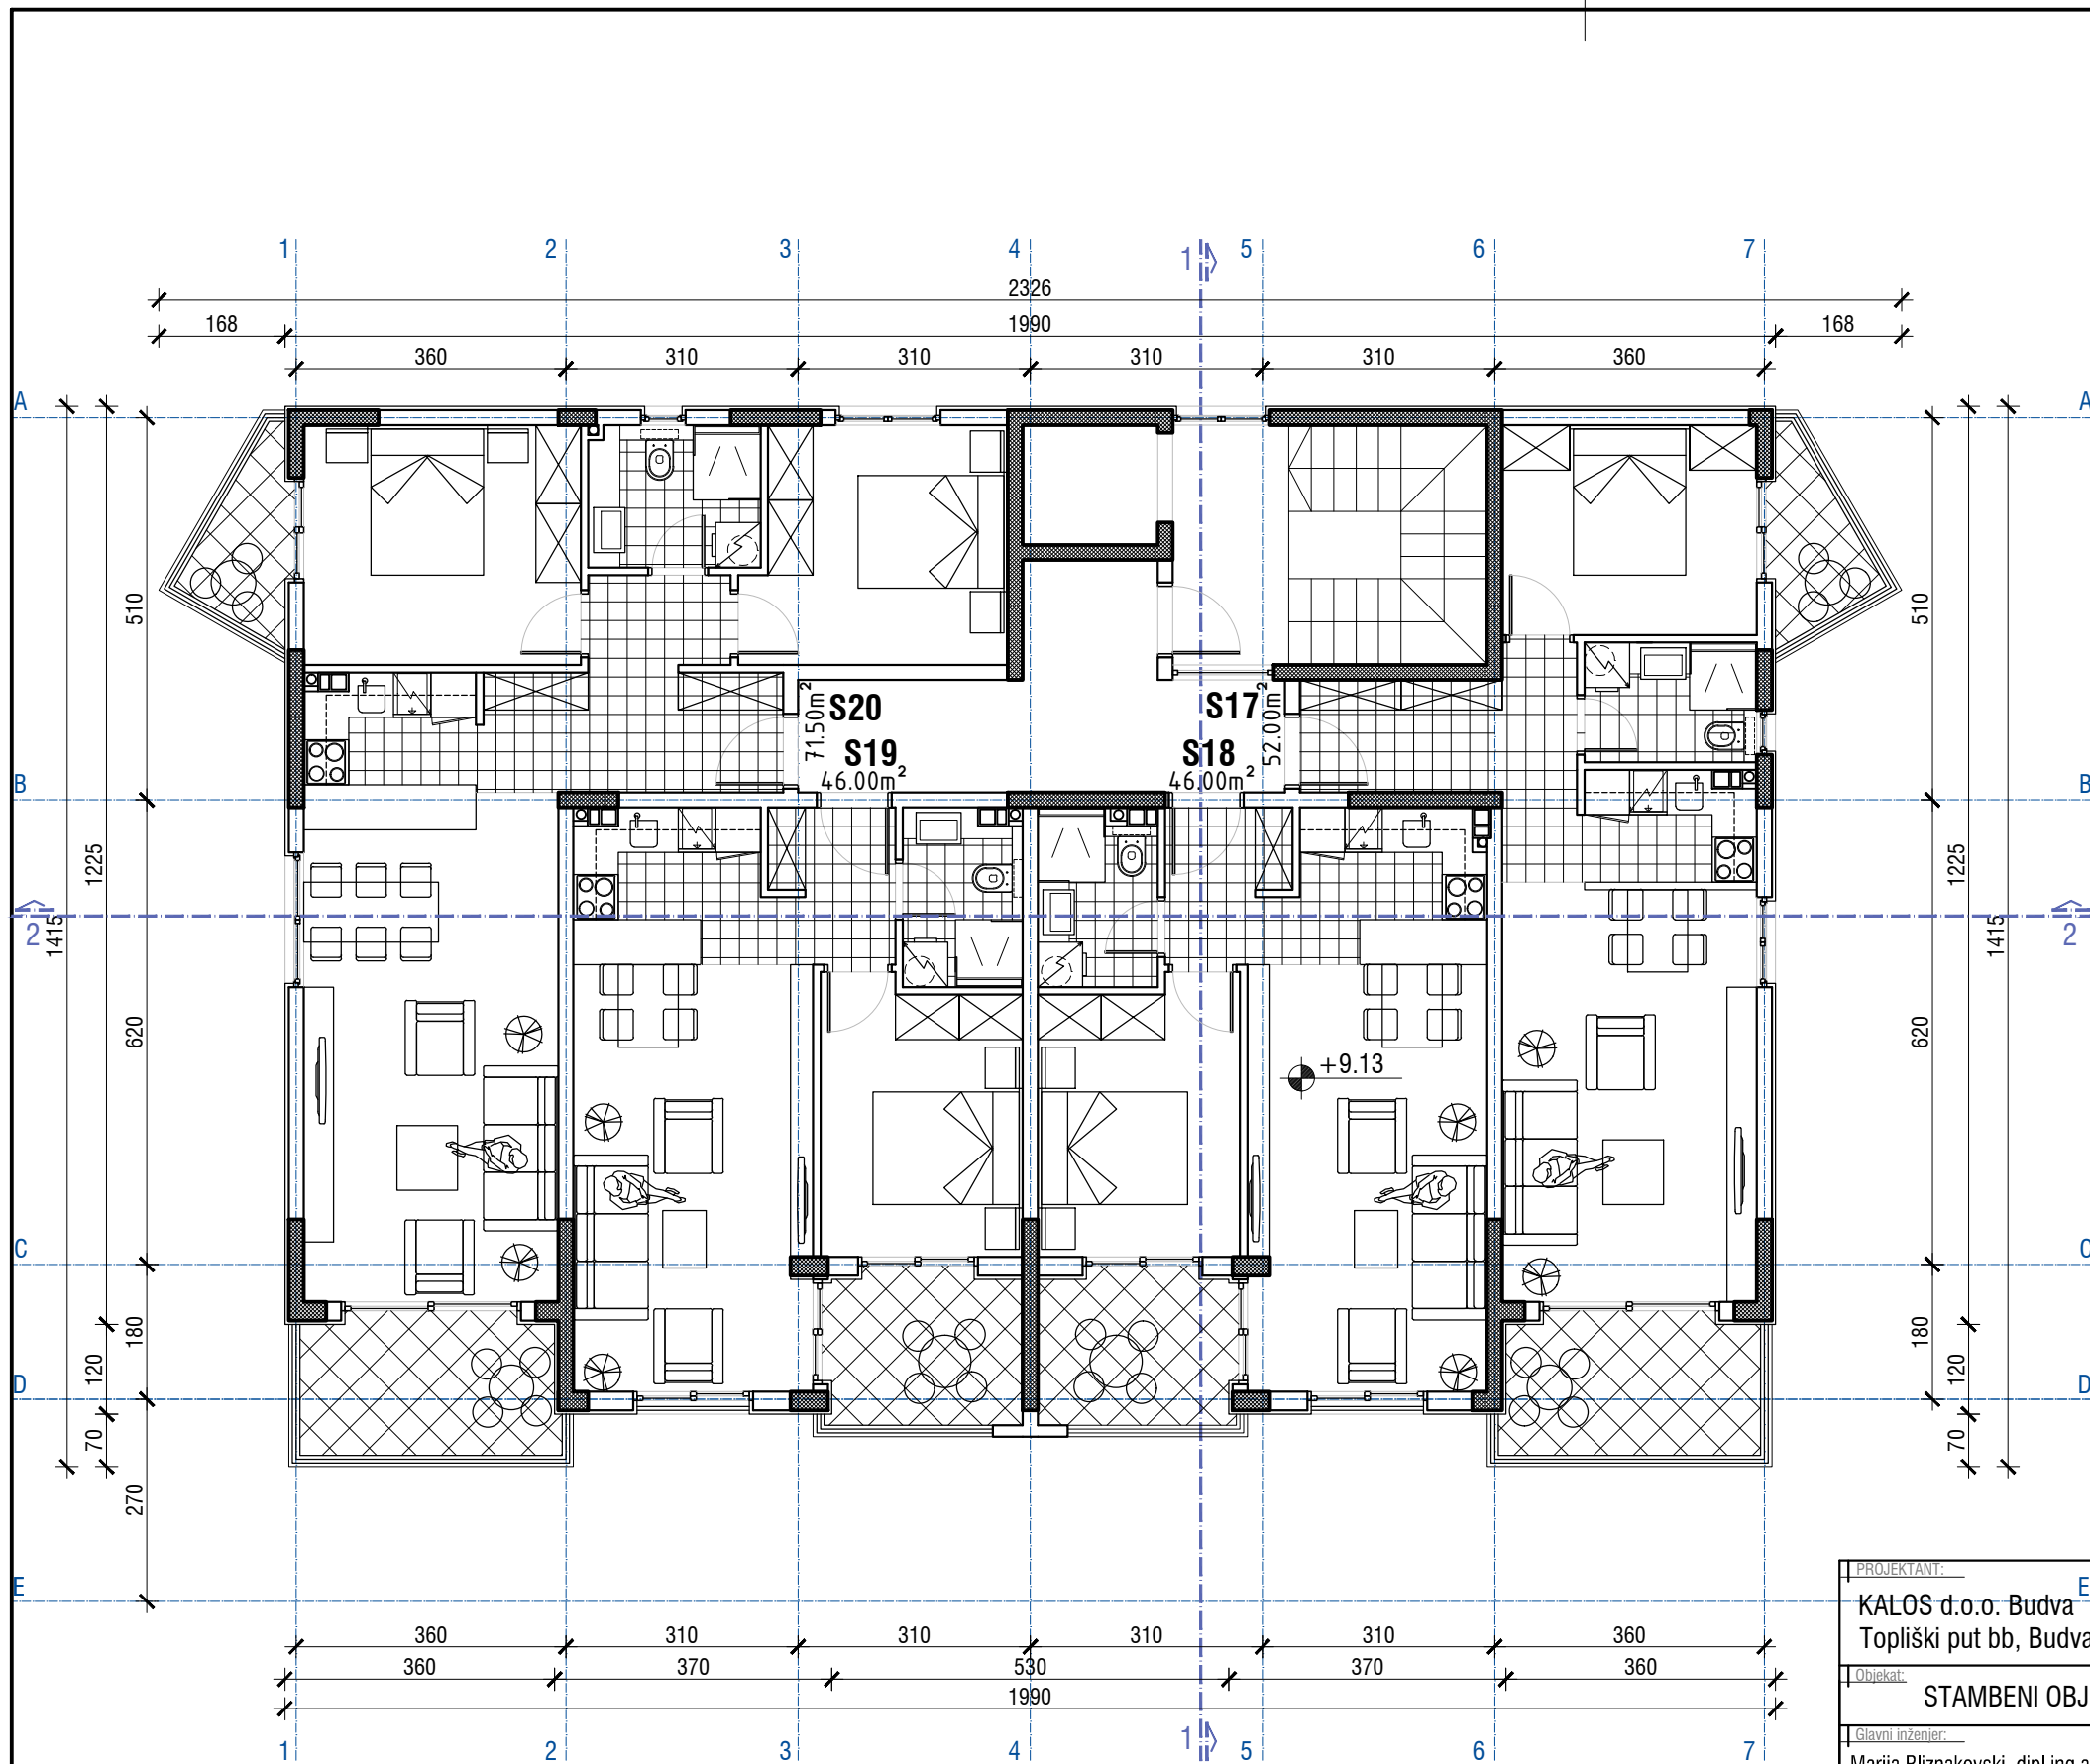 1 2 3 4 1 5 6 7
2326
168 1990 168
360 310 310 310 310 360
A A
510 510
S20 S17
71.50m² 52.00m²
S19 S18
46.00m² 46.00m²
B B
1225 1225
1415 1415
2 2
620 620
+9.13
C C
180 180
120 120
D D
70 70
270
E E
360 310 310 310 310 360
360 370 530 370 360
1990
1 2 3 4 1 5 6 7
PROJEKTANT:
KALOS d.o.o. Budva
Topliški put bb, Budva
Objekat:
STAMBENI OBJ
Glavni inženjer:
Marija Bliznakovski, dipl.ing.a